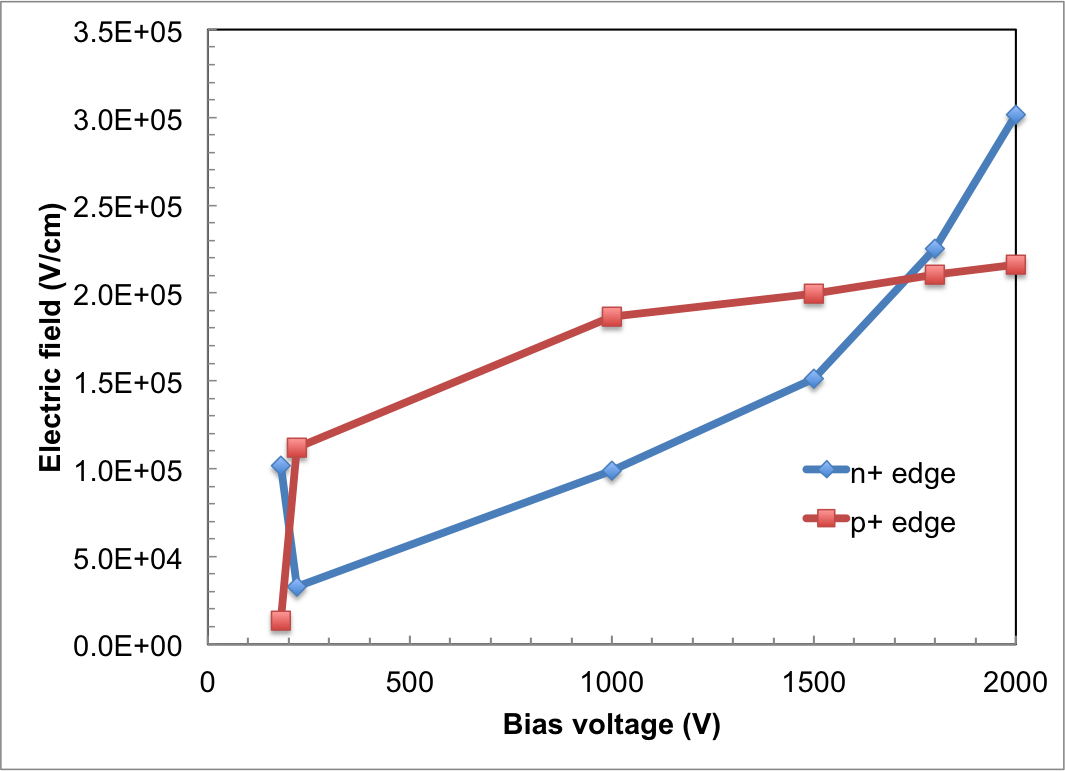 3.5E+05
3.0E+05
2.5E+05
2.0E+05
1.5E+05
1.0E+05
5.0E+04
0.0E+00
Electric field (V/cm)
n+ edge
p+ edge
0 500 1000 1500 2000
Bias voltage (V)